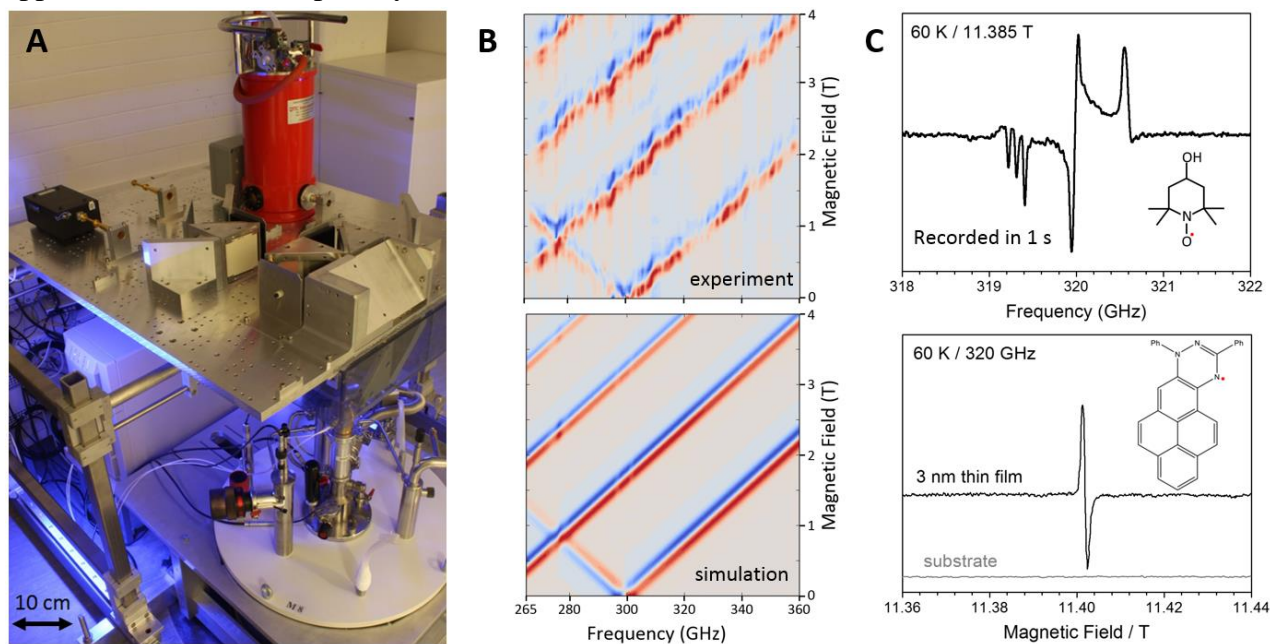 A
10 cm
M8
B
experiment
simulation
4
3
2
1
0
Magnetic Field (T)
4
3
2
1
0
Magnetic Field (T)
265
280
300
320
340
360
Frequency (GHz)
C
60 K / 11.385 T
OH
N
O
Recorded in 1 s
318
319
320
321
322
Frequency (GHz)
60 K / 320 GHz
Ph
N
N
Ph
N
3 nm thin film
substrate
11.36
11.38
11.40
11.42
11.44
Magnetic Field / T